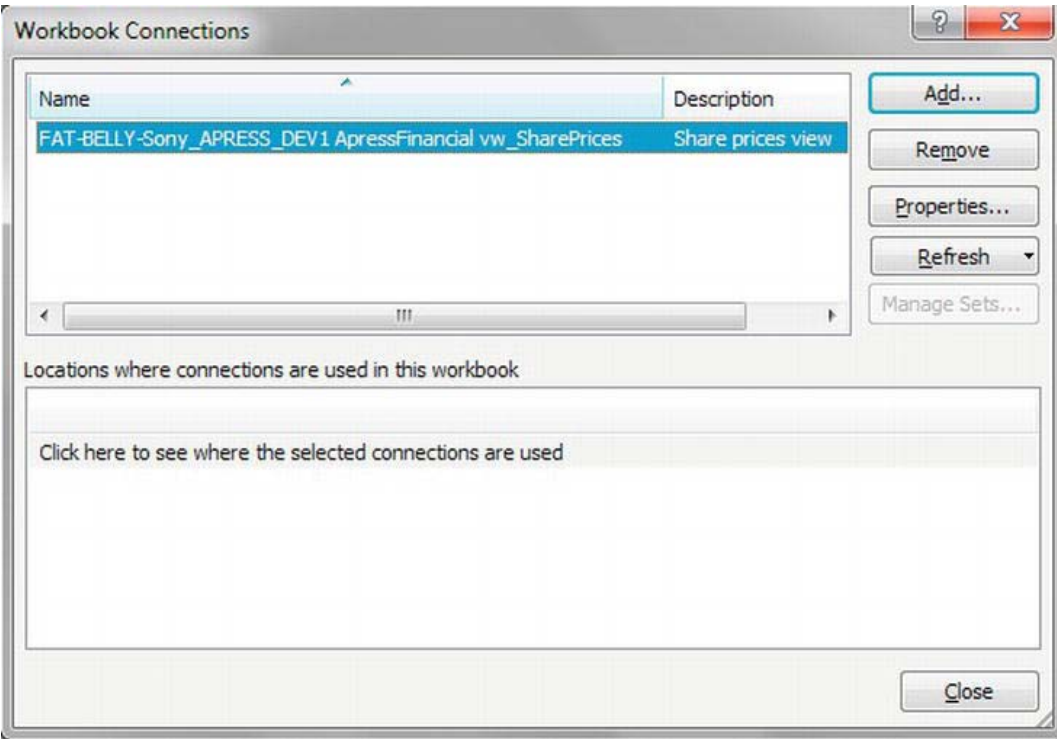 Workbook Connections
Name Description
FAT-BELLY-Sony_APRESS_DEV1 ApressFinancial vw_SharePrices Share prices view
Add...
Remove
Properties...
Refresh
Manage Sets...
Locations where connections are used in this workbook
Click here to see where the selected connections are used
Close